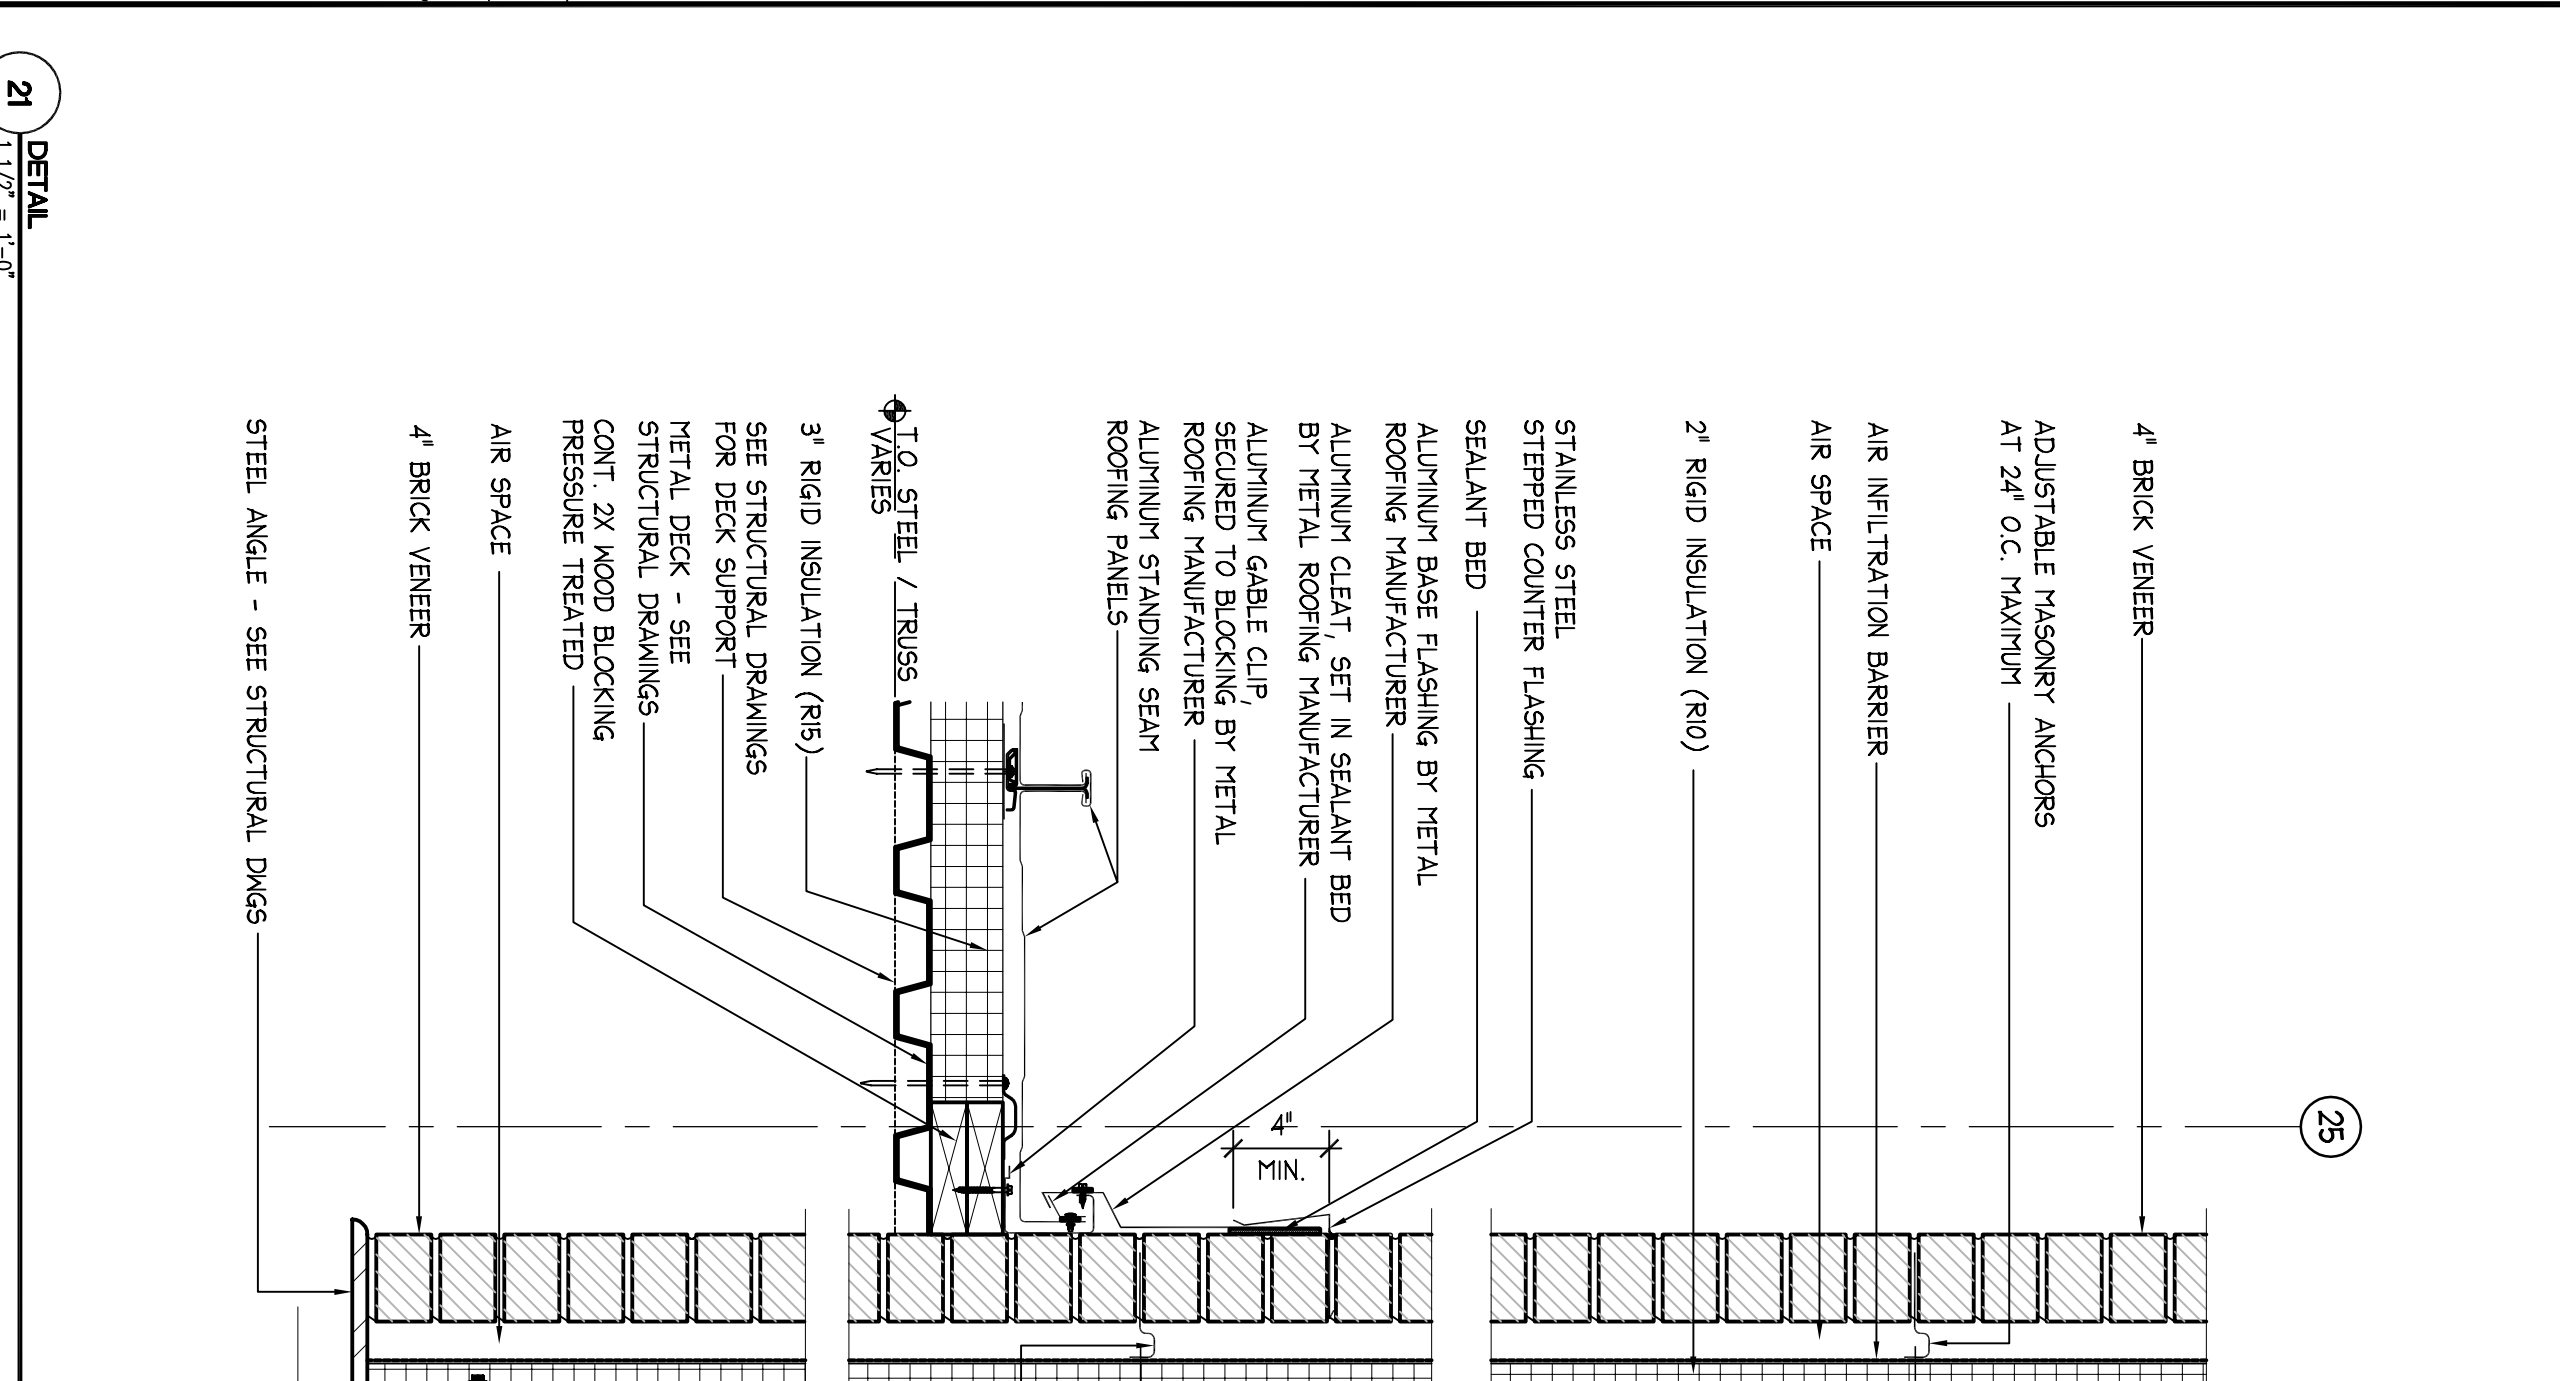 25
4" BRICK VENEER
ADJUSTABLE MASONRY ANCHORS
AT 24" O.C. MAXIMUM
AIR INFILTRATION BARRIER
AIR SPACE
2" RIGID INSULATION (R10)
STAINLESS STEEL
STEPPED COUNTER FLASHING
SEALANT BED
ALUMINUM BASE FLASHING BY METAL
ROOFING MANUFACTURER
ALUMINUM CLEAT, SET IN SEALANT BED
BY METAL ROOFING MANUFACTURER
4"
MIN.
ALUMINUM GABLE CLIP,
SECURED TO BLOCKING BY METAL
ROOFING MANUFACTURER
ALUMINUM STANDING SEAM
ROOFING PANELS
T.O. STEEL / TRUSS
VARIES
3" RIGID INSULATION (R15)
SEE STRUCTURAL DRAWINGS
FOR DECK SUPPORT
METAL DECK - SEE
STRUCTURAL DRAWINGS
CONT. 2X WOOD BLOCKING
PRESSURE TREATED
AIR SPACE
4" BRICK VENEER
STEEL ANGLE - SEE STRUCTURAL DWGS
21
DETAIL
1 1/2" = 1'-0"